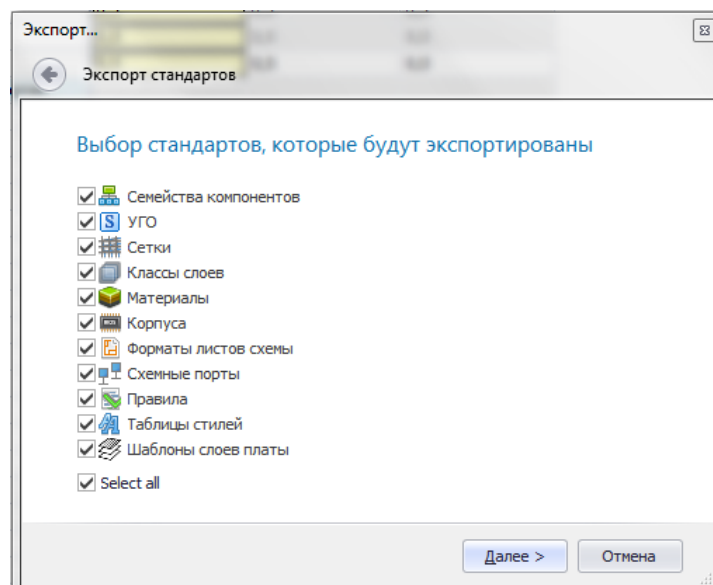 Экспорт...
Экспорт стандартов
Выбор стандартов, которые будут экспортированы
Семейства компонентов
S УГО
Сетки
Классы слоев
Материалы
Корпуса
Форматы листов схемы
Схемные порты
Правила
Таблицы стилей
Шаблоны слоев платы
Select all
Далее >
Отмена